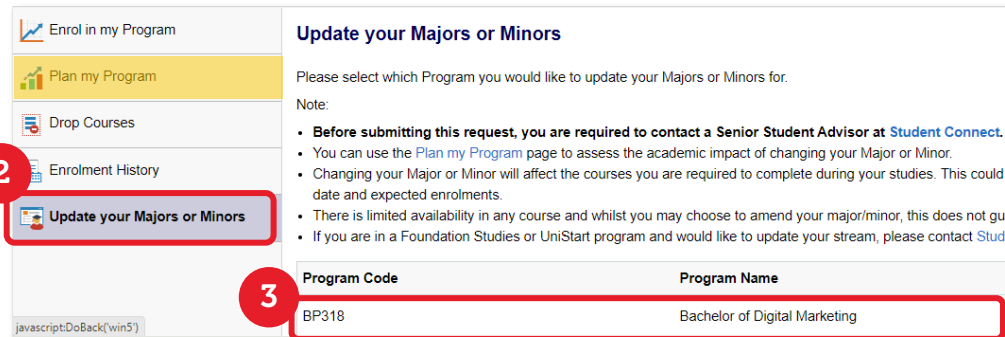 Enrol in my Program
Plan my Program
Drop Courses
Enrolment History
Update your Majors or Minors
2
javascript:DoBack('win5')
Update your Majors or Minors
Please select which Program you would like to update your Majors or Minors for.
Note:
• Before submitting this request, you are required to contact a Senior Student Advisor at Student Connect.
• You can use the Plan my Program page to assess the academic impact of changing your Major or Minor.
• Changing your Major or Minor will affect the courses you are required to complete during your studies. This could
date and expected enrolments.
• There is limited availability in any course and whilst you may choose to amend your major/minor, this does not
• If you are in a Foundation Studies or UniStart program and would like to update your stream, please contact
Program Code Program Name
3
BP318 Bachelor of Digital Marketing